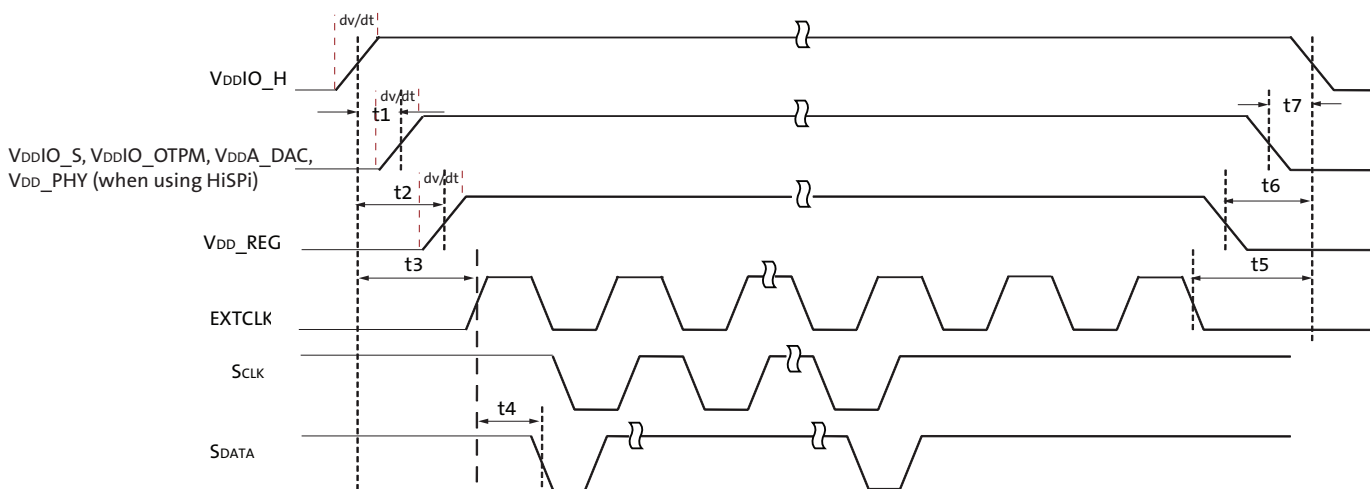 dv/dt
VDDIO_H
dv/dt
t1
t7
VDDIO_S, VDDIO_OTPM, VDDA_DAC,
VDD_PHY (when using HiSPi)
dv/dt
t2
t6
VDD_REG
t3
t5
EXTCLK
SCLK
t4
SDATA